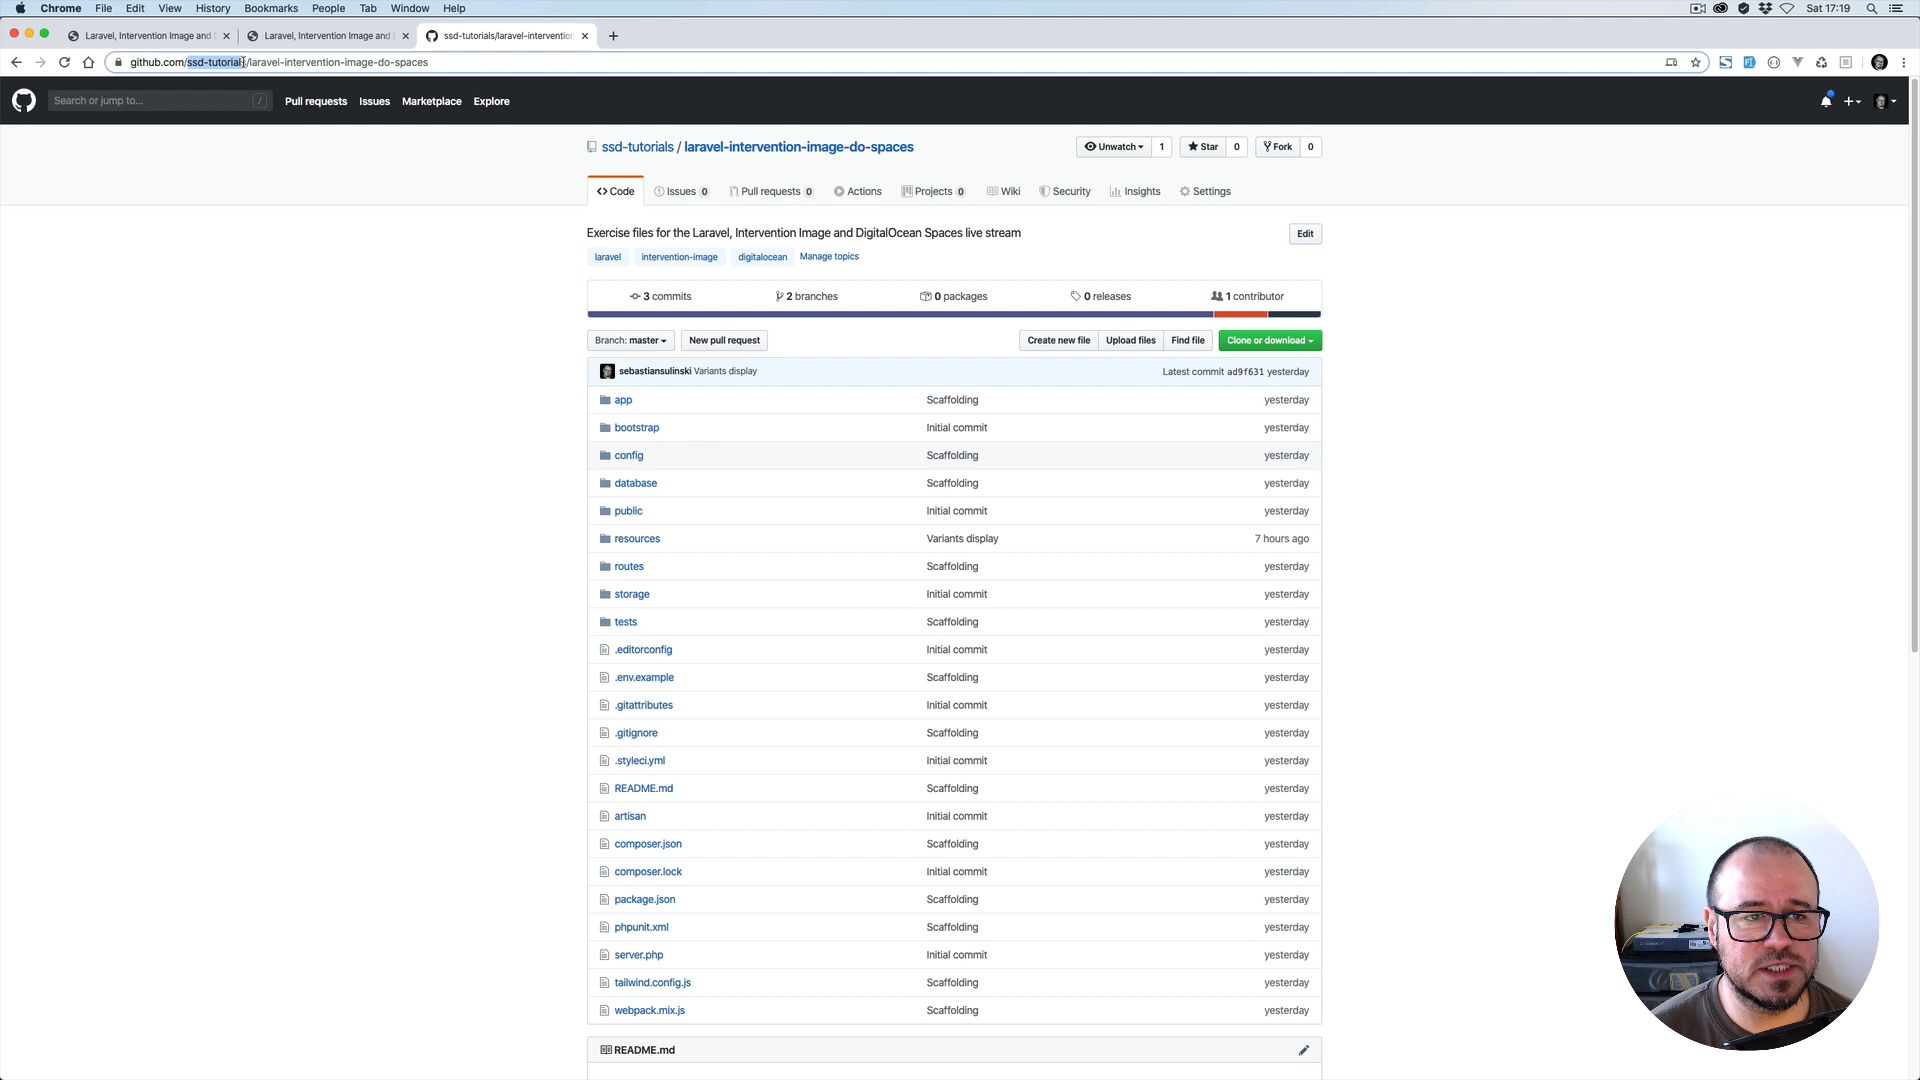 Chrome File Edit View History Bookmarks People Tab Window Help Sat 17:19
Laravel, Intervention Image and Laravel, Intervention Image and ssd-tutorials/laravel-intervention
github.com/ssd-tutorials/laravel-intervention-image-do-spaces
Search or jump to... / Pull requests Issues Marketplace Explore
ssd-tutorials / laravel-intervention-image-do-spaces Unwatch 1 Star 0 Fork 0
Code Issues 0 Pull requests 0 Actions Projects 0 Wiki Security Insights Settings
Exercise files for the Laravel, Intervention Image and DigitalOcean Spaces live stream Edit
laravel intervention-image digitalocean Manage topics
3 commits 2 branches 0 packages 0 releases 1 contributor
Branch: master New pull request Create new file Upload files Find file Clone or download
sebastiansulinski Variants display Latest commit ad9f631 yesterday
app Scaffolding yesterday
bootstrap Initial commit yesterday
config Scaffolding yesterday
database Scaffolding yesterday
public Initial commit yesterday
resources Variants display 7 hours ago
routes Scaffolding yesterday
storage Initial commit yesterday
tests Scaffolding yesterday
.editorconfig Initial commit yesterday
.env.example Scaffolding yesterday
.gitattributes Initial commit yesterday
.gitignore Scaffolding yesterday
.styleci.yml Initial commit yesterday
README.md Scaffolding yesterday
artisan Initial commit yesterday
composer.json Scaffolding yesterday
composer.lock Initial commit yesterday
package.json Scaffolding yesterday
phpunit.xml Scaffolding yesterday
server.php Initial commit yesterday
tailwind.config.js Scaffolding yesterday
webpack.mix.js Scaffolding yesterday
README.md